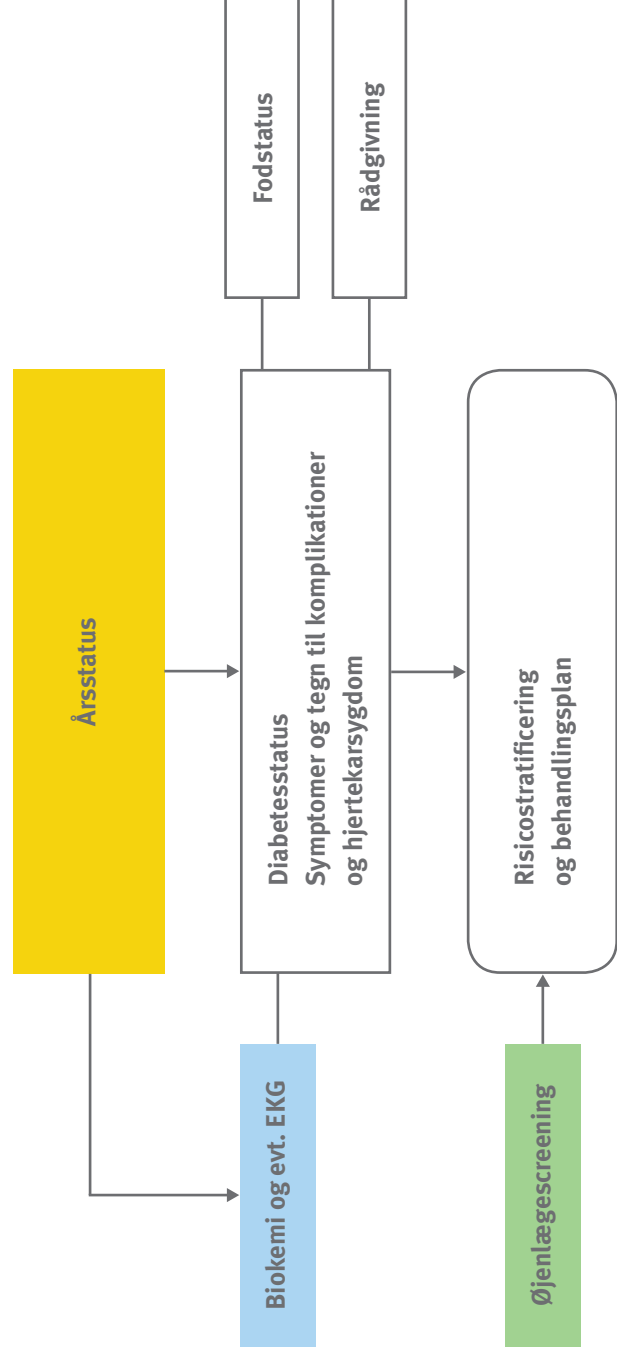 Årsstatus
Biokemi og evt. EKG
Diabetesstatus
Symptomer og tegn til komplikationer
og hjertekarsygdom
Fodstatus
Rådgivning
Øjenlægescreening
Risicostratificering
og behandlingsplan